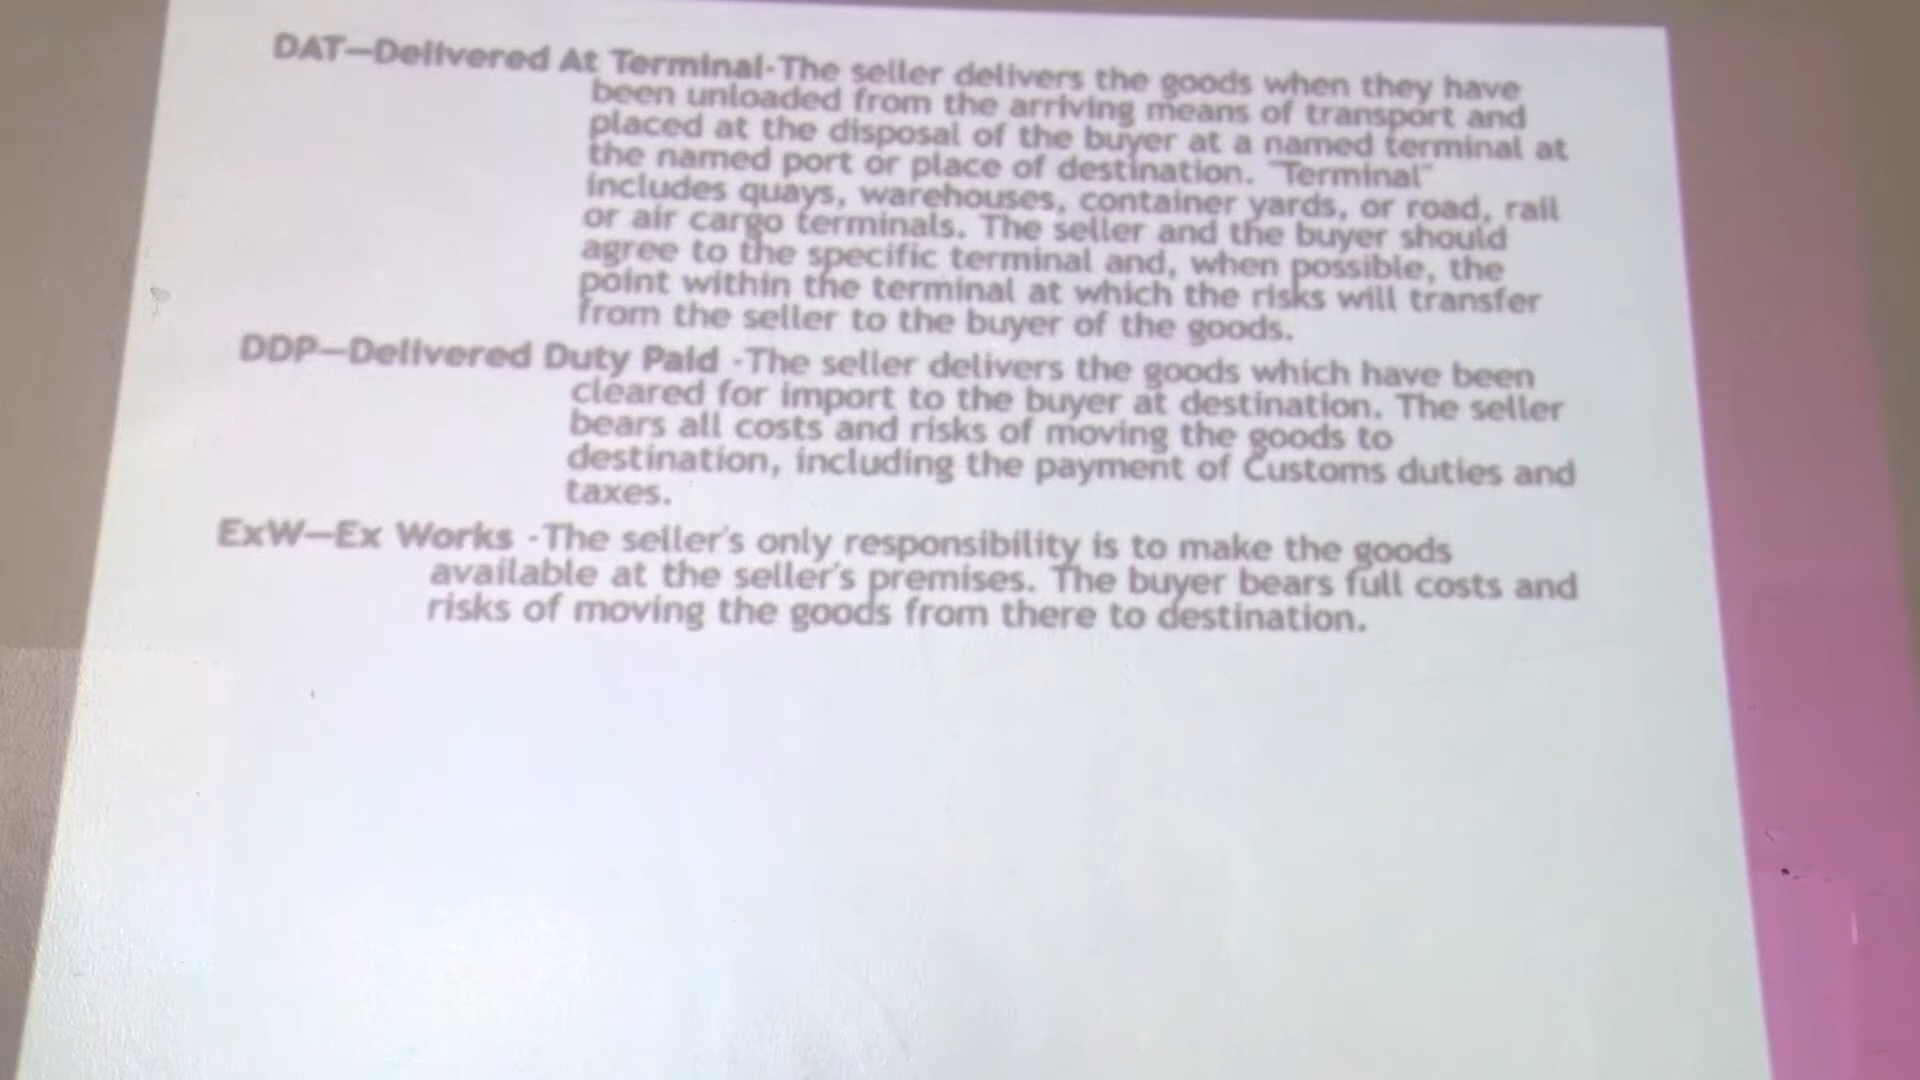 DAT—Delivered At Terminal-The seller delivers the goods when they have
been unloaded from the arriving means of transport and
placed at the disposal of the buyer at a named terminal at
the named port or place of destination. "Terminal"
includes quays, warehouses, container yards, or road, rail
or air cargo terminals. The seller and the buyer should
agree to the specific terminal and, when possible, the
point within the terminal at which the risks will transfer
from the seller to the buyer of the goods.
DDP—Delivered Duty Paid -The seller delivers the goods which have been
cleared for import to the buyer at destination. The seller
bears all costs and risks of moving the goods to
destination, including the payment of Customs duties and
taxes.
ExW—Ex Works -The seller's only responsibility is to make the goods
available at the seller's premises. The buyer bears full costs and
risks of moving the goods from there to destination.